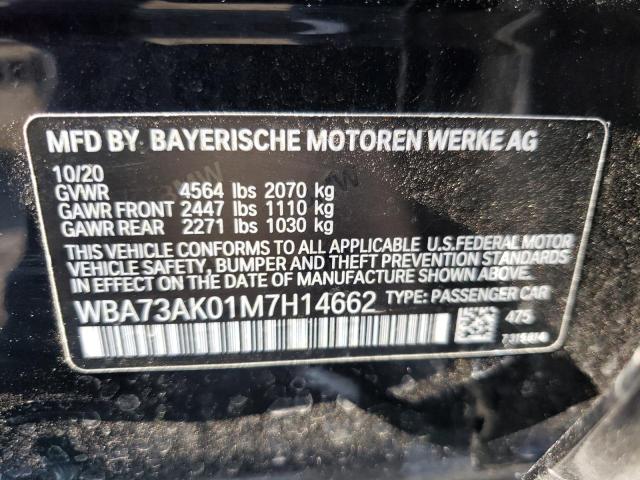 MFD BY BAYERISCHE MOTOREN WERKE AG
10/20
GVWR 4564 lbs 2070 kg
GAWR FRONT 2447 lbs 1110 kg
GAWR REAR 2271 lbs 1030 kg
THIS VEHICLE CONFORMS TO ALL APPLICABLE U.S.FEDERAL MOTOR
VEHICLE SAFETY, BUMPER AND THEFT PREVENTION STANDARDS
IN EFFECT ON THE DATE OF MANUFACTURE SHOWN ABOVE.
WBA73AK01M7H14662 TYPE: PASSENGER CAR
475